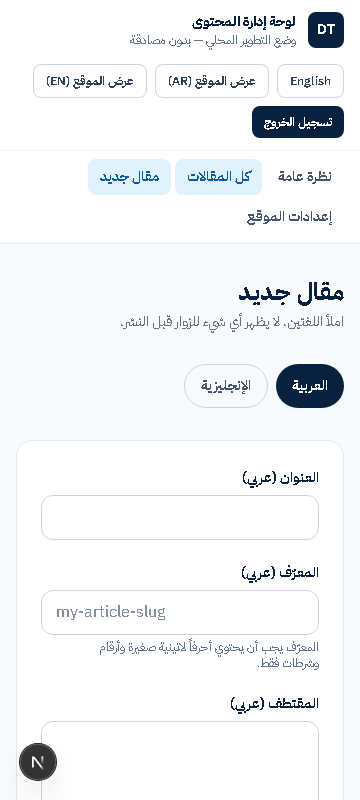 DT
لوحة إدارة المحتوى
وضع التطوير المحلي — بدون مصادقة
English
عرض الموقع (AR)
عرض الموقع (EN)
تسجيل الخروج
نظرة عامة
كل المقالات
مقال جديد
إعدادات الموقع
مقال جديد
املأ اللغتين. لا يظهر أي شيء للزوار قبل النشر.
العربية
الإنجليزية
العنوان (عربي)
المعرّف (عربي)
my-article-slug
المعرّف يجب أن يحتوي أحرفاً لاتينية صغيرة وأرقام
وشرطات فقط.
المقتطف (عربي)
N